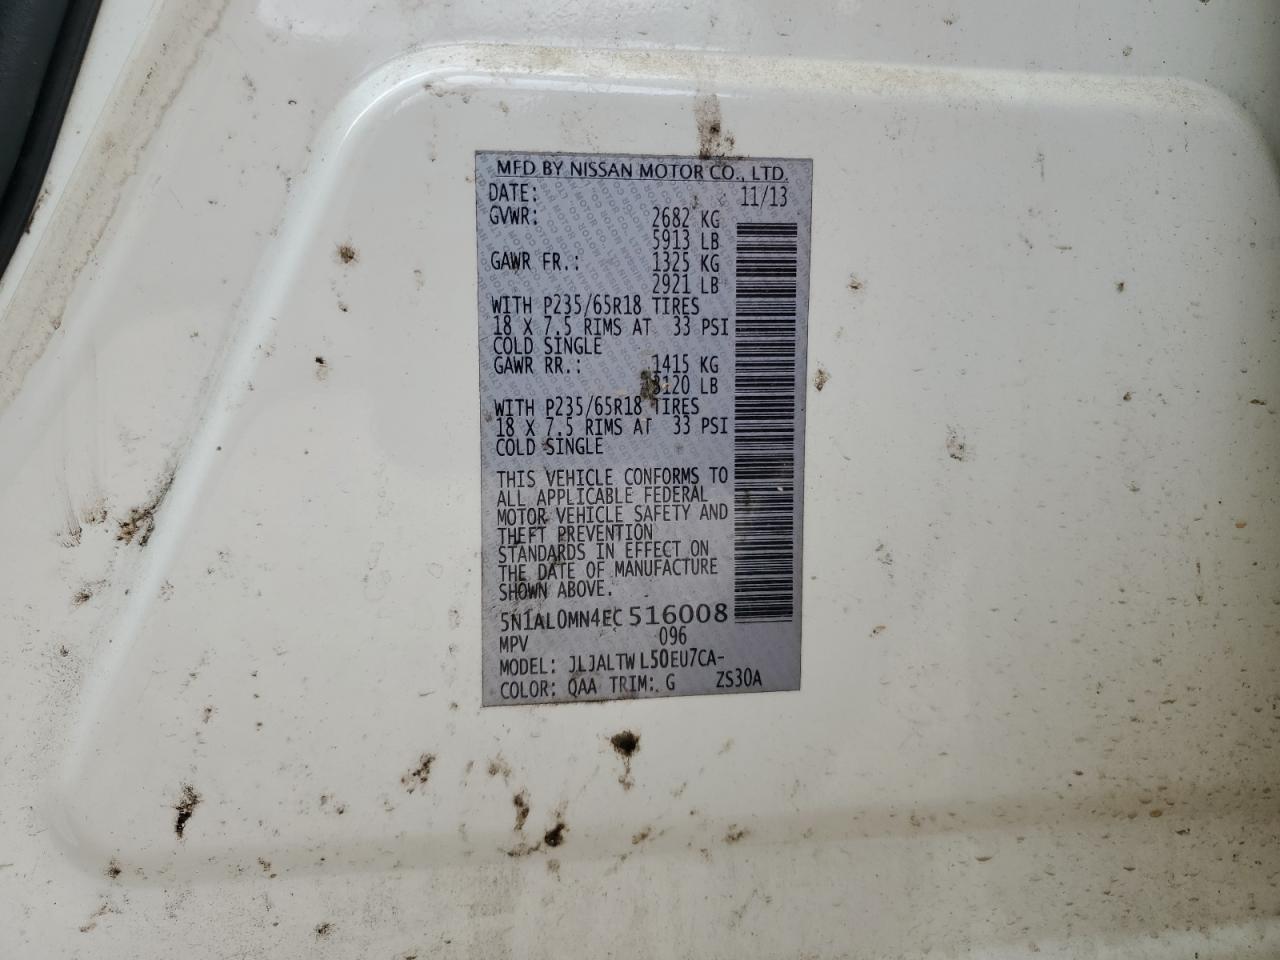 MFD BY NISSAN MOTOR CO., LTD.
DATE: 11/13
GVWR: 2682 KG
5913 LB
GAWR FR.: 1325 KG
2921 LB
WITH P235/65R18 TIRES
18 X 7.5 RIMS AT 33 PSI
COLD SINGLE
GAWR RR.: 1415 KG
3120 LB
WITH P235/65R18 TIRES
18 X 7.5 RIMS AT 33 PSI
COLD SINGLE
THIS VEHICLE CONFORMS TO
ALL APPLICABLE FEDERAL
MOTOR VEHICLE SAFETY AND
THEFT PREVENTION
STANDARDS IN EFFECT ON
THE DATE OF MANUFACTURE
SHOWN ABOVE.
5N1AL0MN4EC516008
MPV 096
MODEL: JLJALTWL50EU7CA-
COLOR: QAA TRIM: G ZS30A